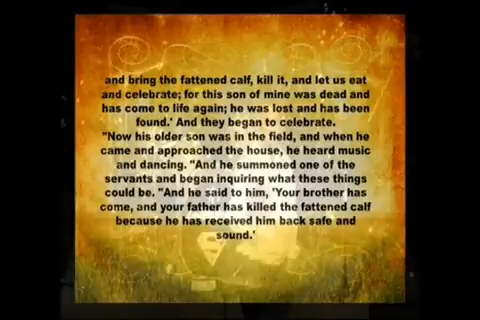 and bring the fattened calf, kill it, and let us eat
and celebrate; for this son of mine was dead and
has come to life again; he was lost and has been
found.' And they began to celebrate.
"Now his older son was in the field, and when he
came and approached the house, he heard music
and dancing. "And he summoned one of the
servants and began inquiring what these things
could be. "And he said to him, 'Your brother has
come, and your father has killed the fattened calf
because he has received him back safe and
sound.'